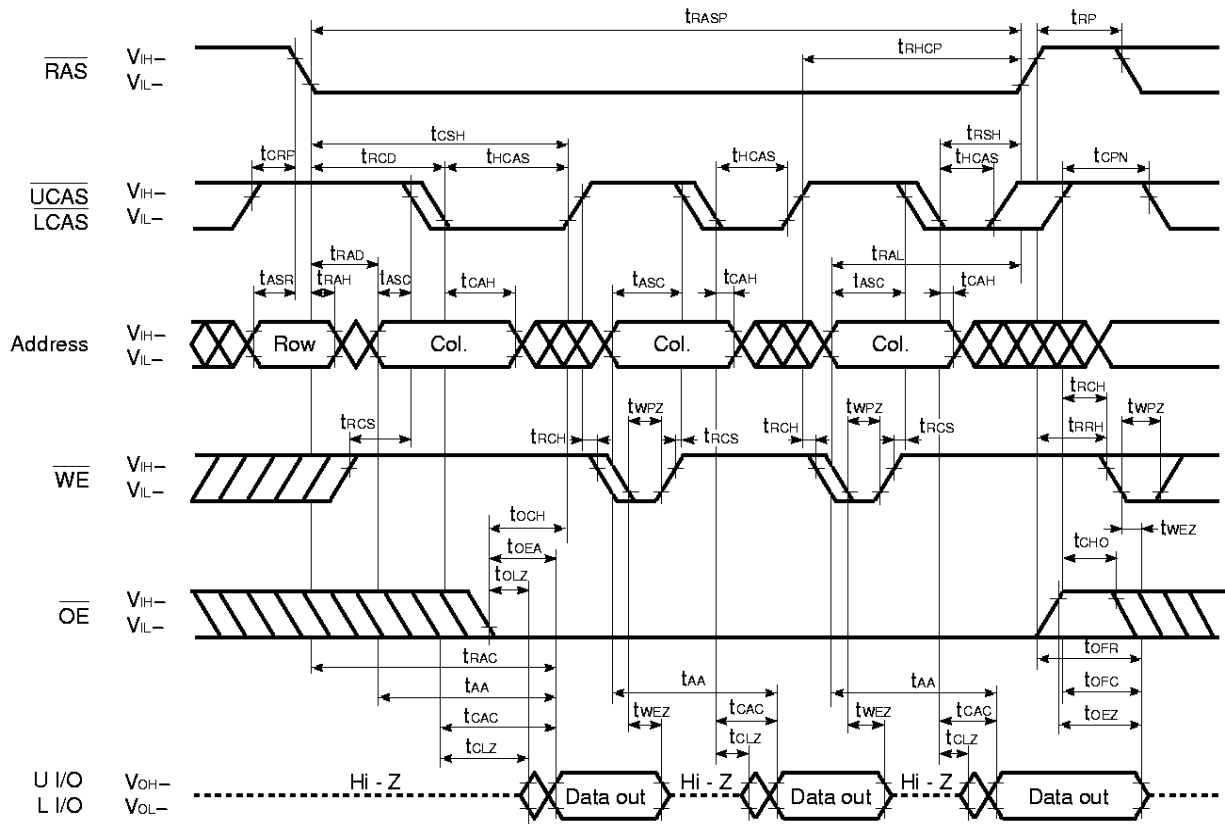 tRASP tRP
tRHCP
RAS VIH–
VIL–
tCSH tRSH
tCRP tRCD tHCAS tHCAS tHCAS tCPN
UCAS VIH–
LCAS VIL–
tRAD tRAL
tASR tRAH tASC tCAH tASC tCAH tASC tCAH
Address VIH–
VIL–
Row Col. Col. Col.
tRCH
tRCS tWPZ tWPZ tWPZ
tRCH tRCS tRCH tRCS tRRH
WE VIH–
VIL–
tOCH tWEZ
tOEA tCHO
tOLZ
OE VIH–
VIL–
tRAC tOFR
tAA tAA tAA tOFC
tCAC tWEZ tCAC tWEZ tCAC tOEZ
tCLZ tCLZ tCLZ
U I/O VOH–
L I/O VOL–
Hi - Z Data out Hi - Z Data out Hi - Z Data out